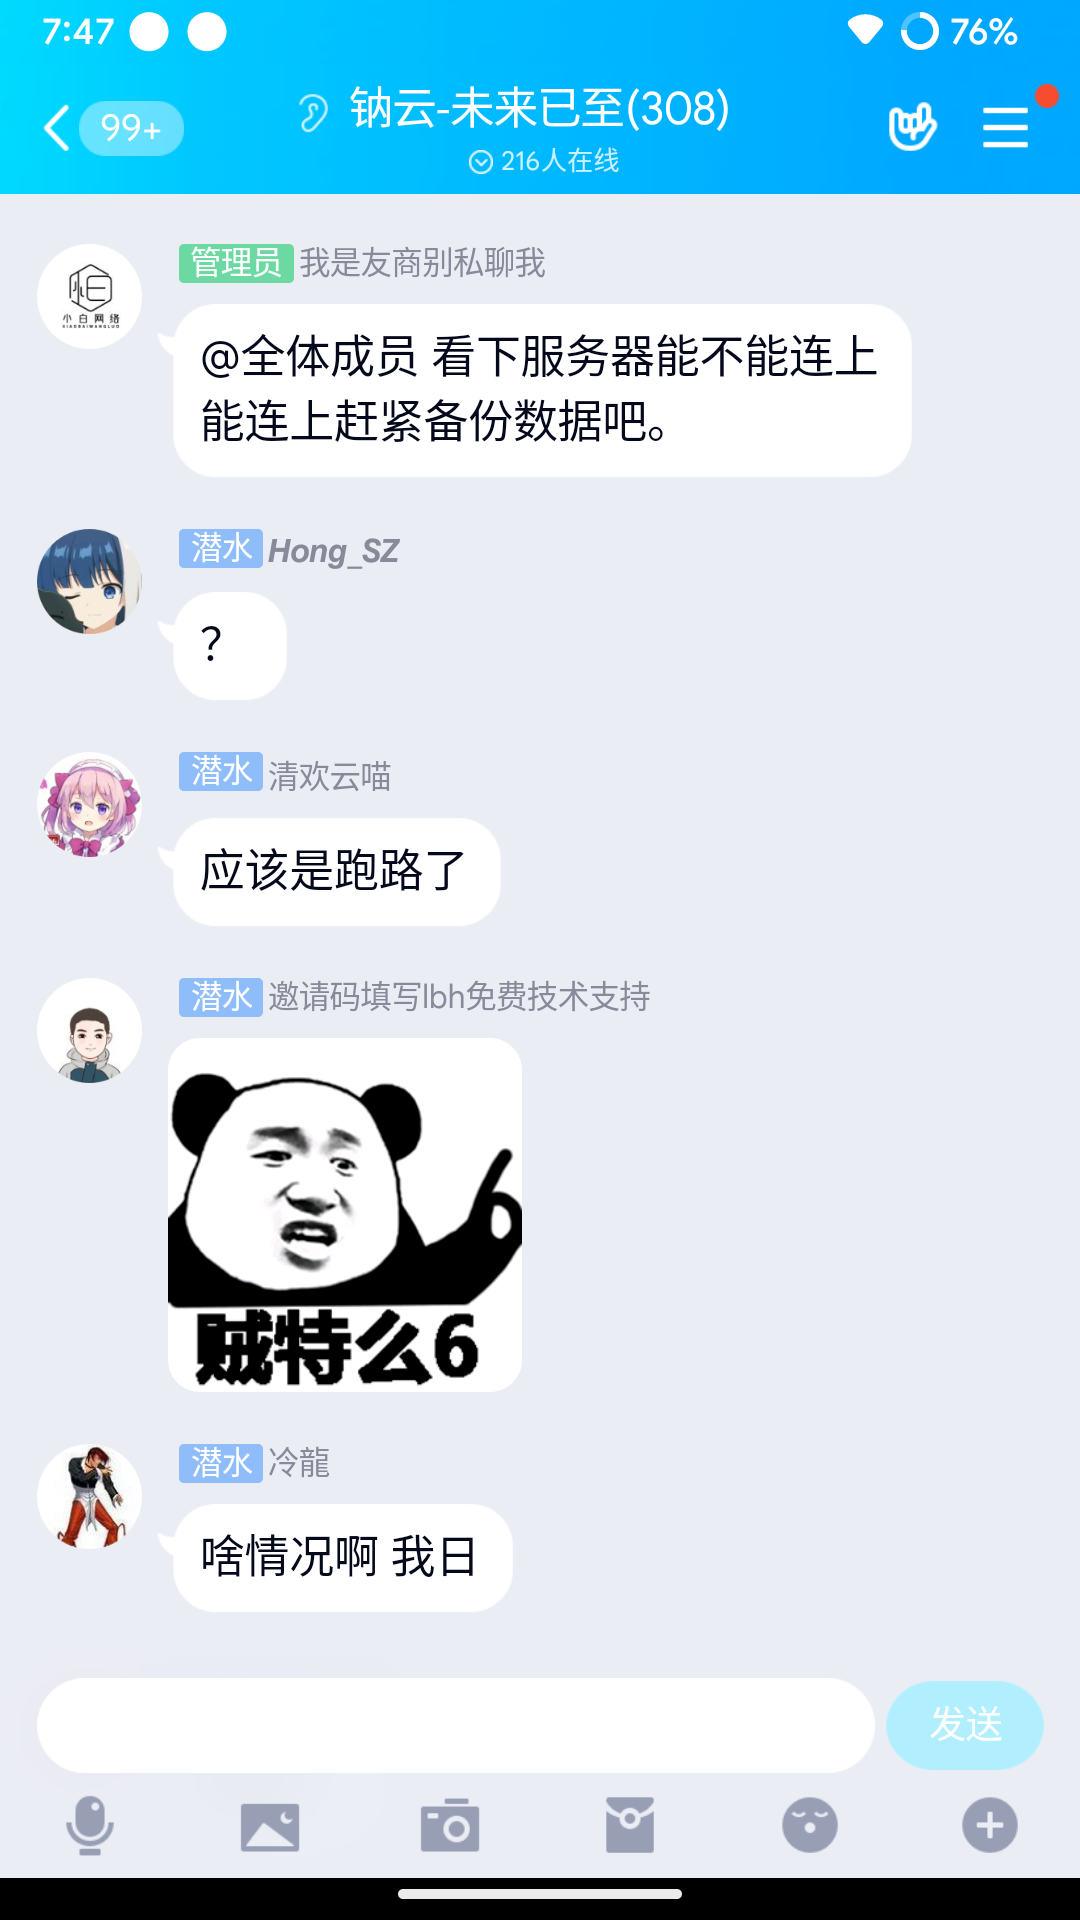 7:47
76%
99+
钠云-未来已至(308)
216人在线
小白网络
XIAOBAIWANGLUO
管理员 我是友商别私聊我
@全体成员 看下服务器能不能连上
能连上赶紧备份数据吧。
潜水 Hong_SZ
？
潜水 清欢云喵
应该是跑路了
潜水 邀请码填写lbh免费技术支持
贼特么6
潜水 冷龍
啥情况啊 我日
发送